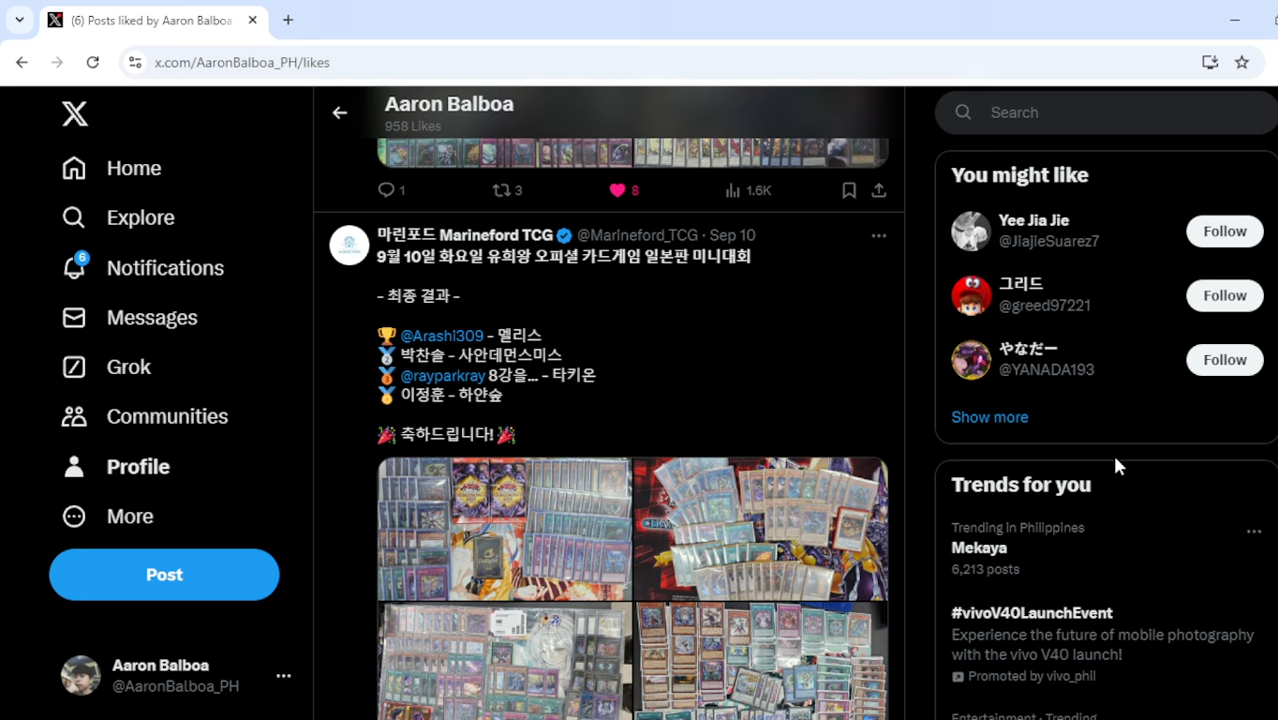 (6) Posts liked by Aaron Balboa
x.com/AaronBalboa_PH/likes
Home
Explore
6
Notifications
Messages
Grok
Communities
Profile
More
Post
Aaron Balboa
@AaronBalboa_PH
Aaron Balboa
958 Likes
1
3
8
1.6K
마린포드 Marineford TCG @Marineford_TCG · Sep 10
9월 10일 화요일 유희왕 오피셜 카드게임 일본판 미니대회
- 최종 결과 -
🏆 @Arashi309 - 멜리스
🥈 박찬솔 - 사안데먼스미스
🥉 @rayparkray 8강을... - 타키온
🏅 이정훈 - 하얀숲
🎉 축하드립니다! 🎉
Search
You might like
Yee Jia Jie
@JiajieSuarez7
Follow
그리드
@greed97221
Follow
やなだー
@YANADA193
Follow
Show more
Trends for you
Trending in Philippines
Mekaya
6,213 posts
#vivoV40LaunchEvent
Experience the future of mobile photography
with the vivo V40 launch!
Promoted by vivo_phil
Entertainment · Trending